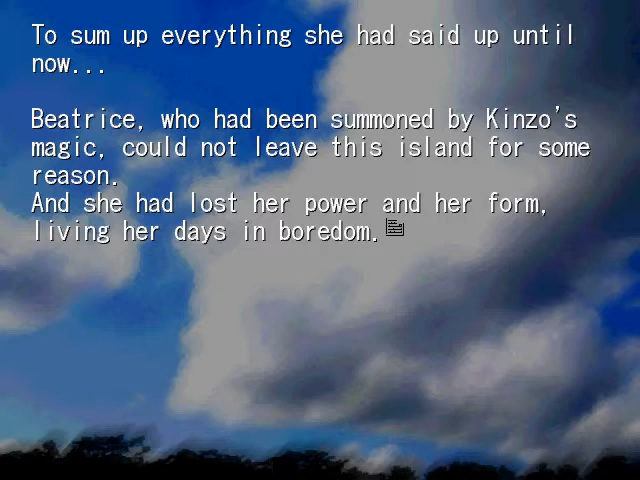 To sum up everything she had said up until
now...
Beatrice, who had been summoned by Kinzo's
magic, could not leave this island for some
reason.
And she had lost her power and her form,
living her days in boredom.